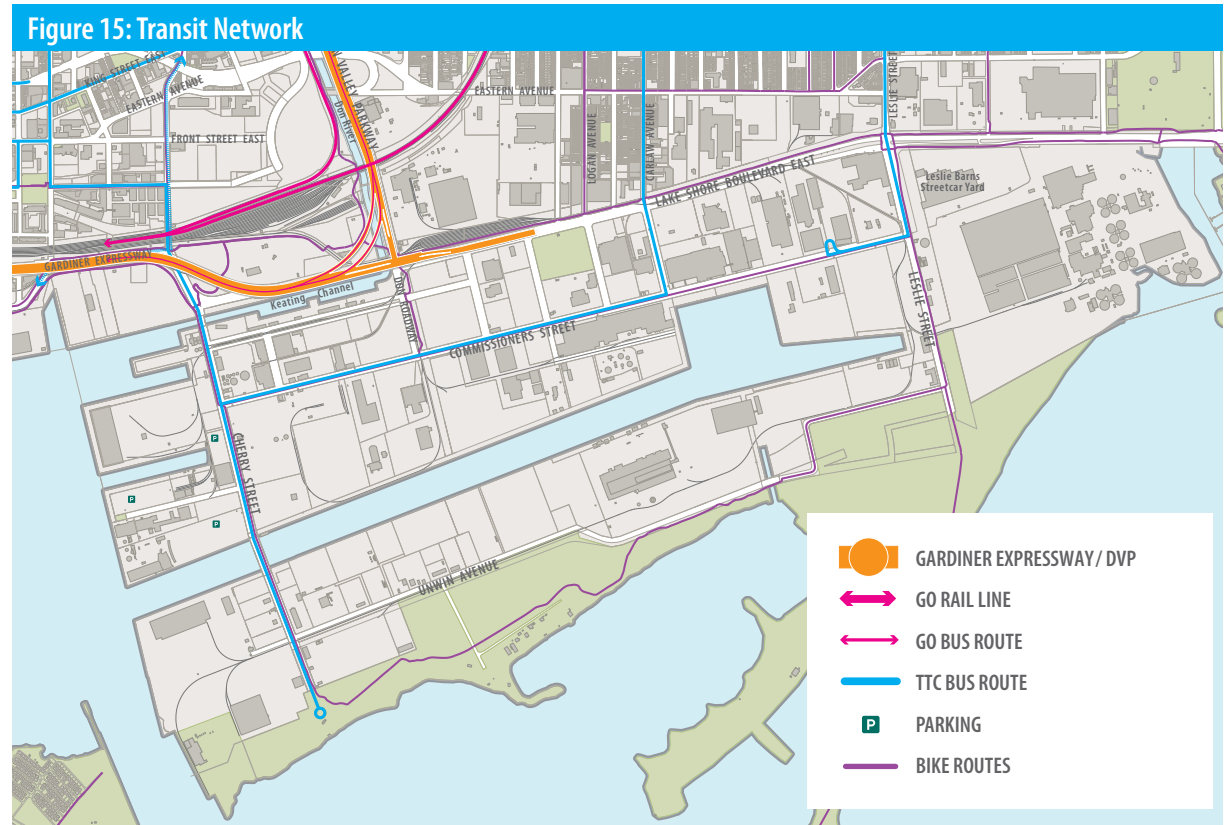 Figure 15: Transit Network
KING STREET EAST
EASTERN AVENUE
FRONT STREET EAST
VALLEY PARKWAY
Don River
EASTERN AVENUE
LOGAN AVENUE
CARLAW AVENUE
LESLIE STREET
LAKE SHORE BOULEVARD EAST
Leslie Barns
Streetcar Yard
GARDINER EXPRESSWAY
Keating Channel
DON ROADWAY
COMMISSIONERS STREET
LESLIE STREET
CHERRY STREET
P
P
P
UNWIN AVENUE
GARDINER EXPRESSWAY / DVP
GO RAIL LINE
GO BUS ROUTE
TTC BUS ROUTE
P PARKING
BIKE ROUTES